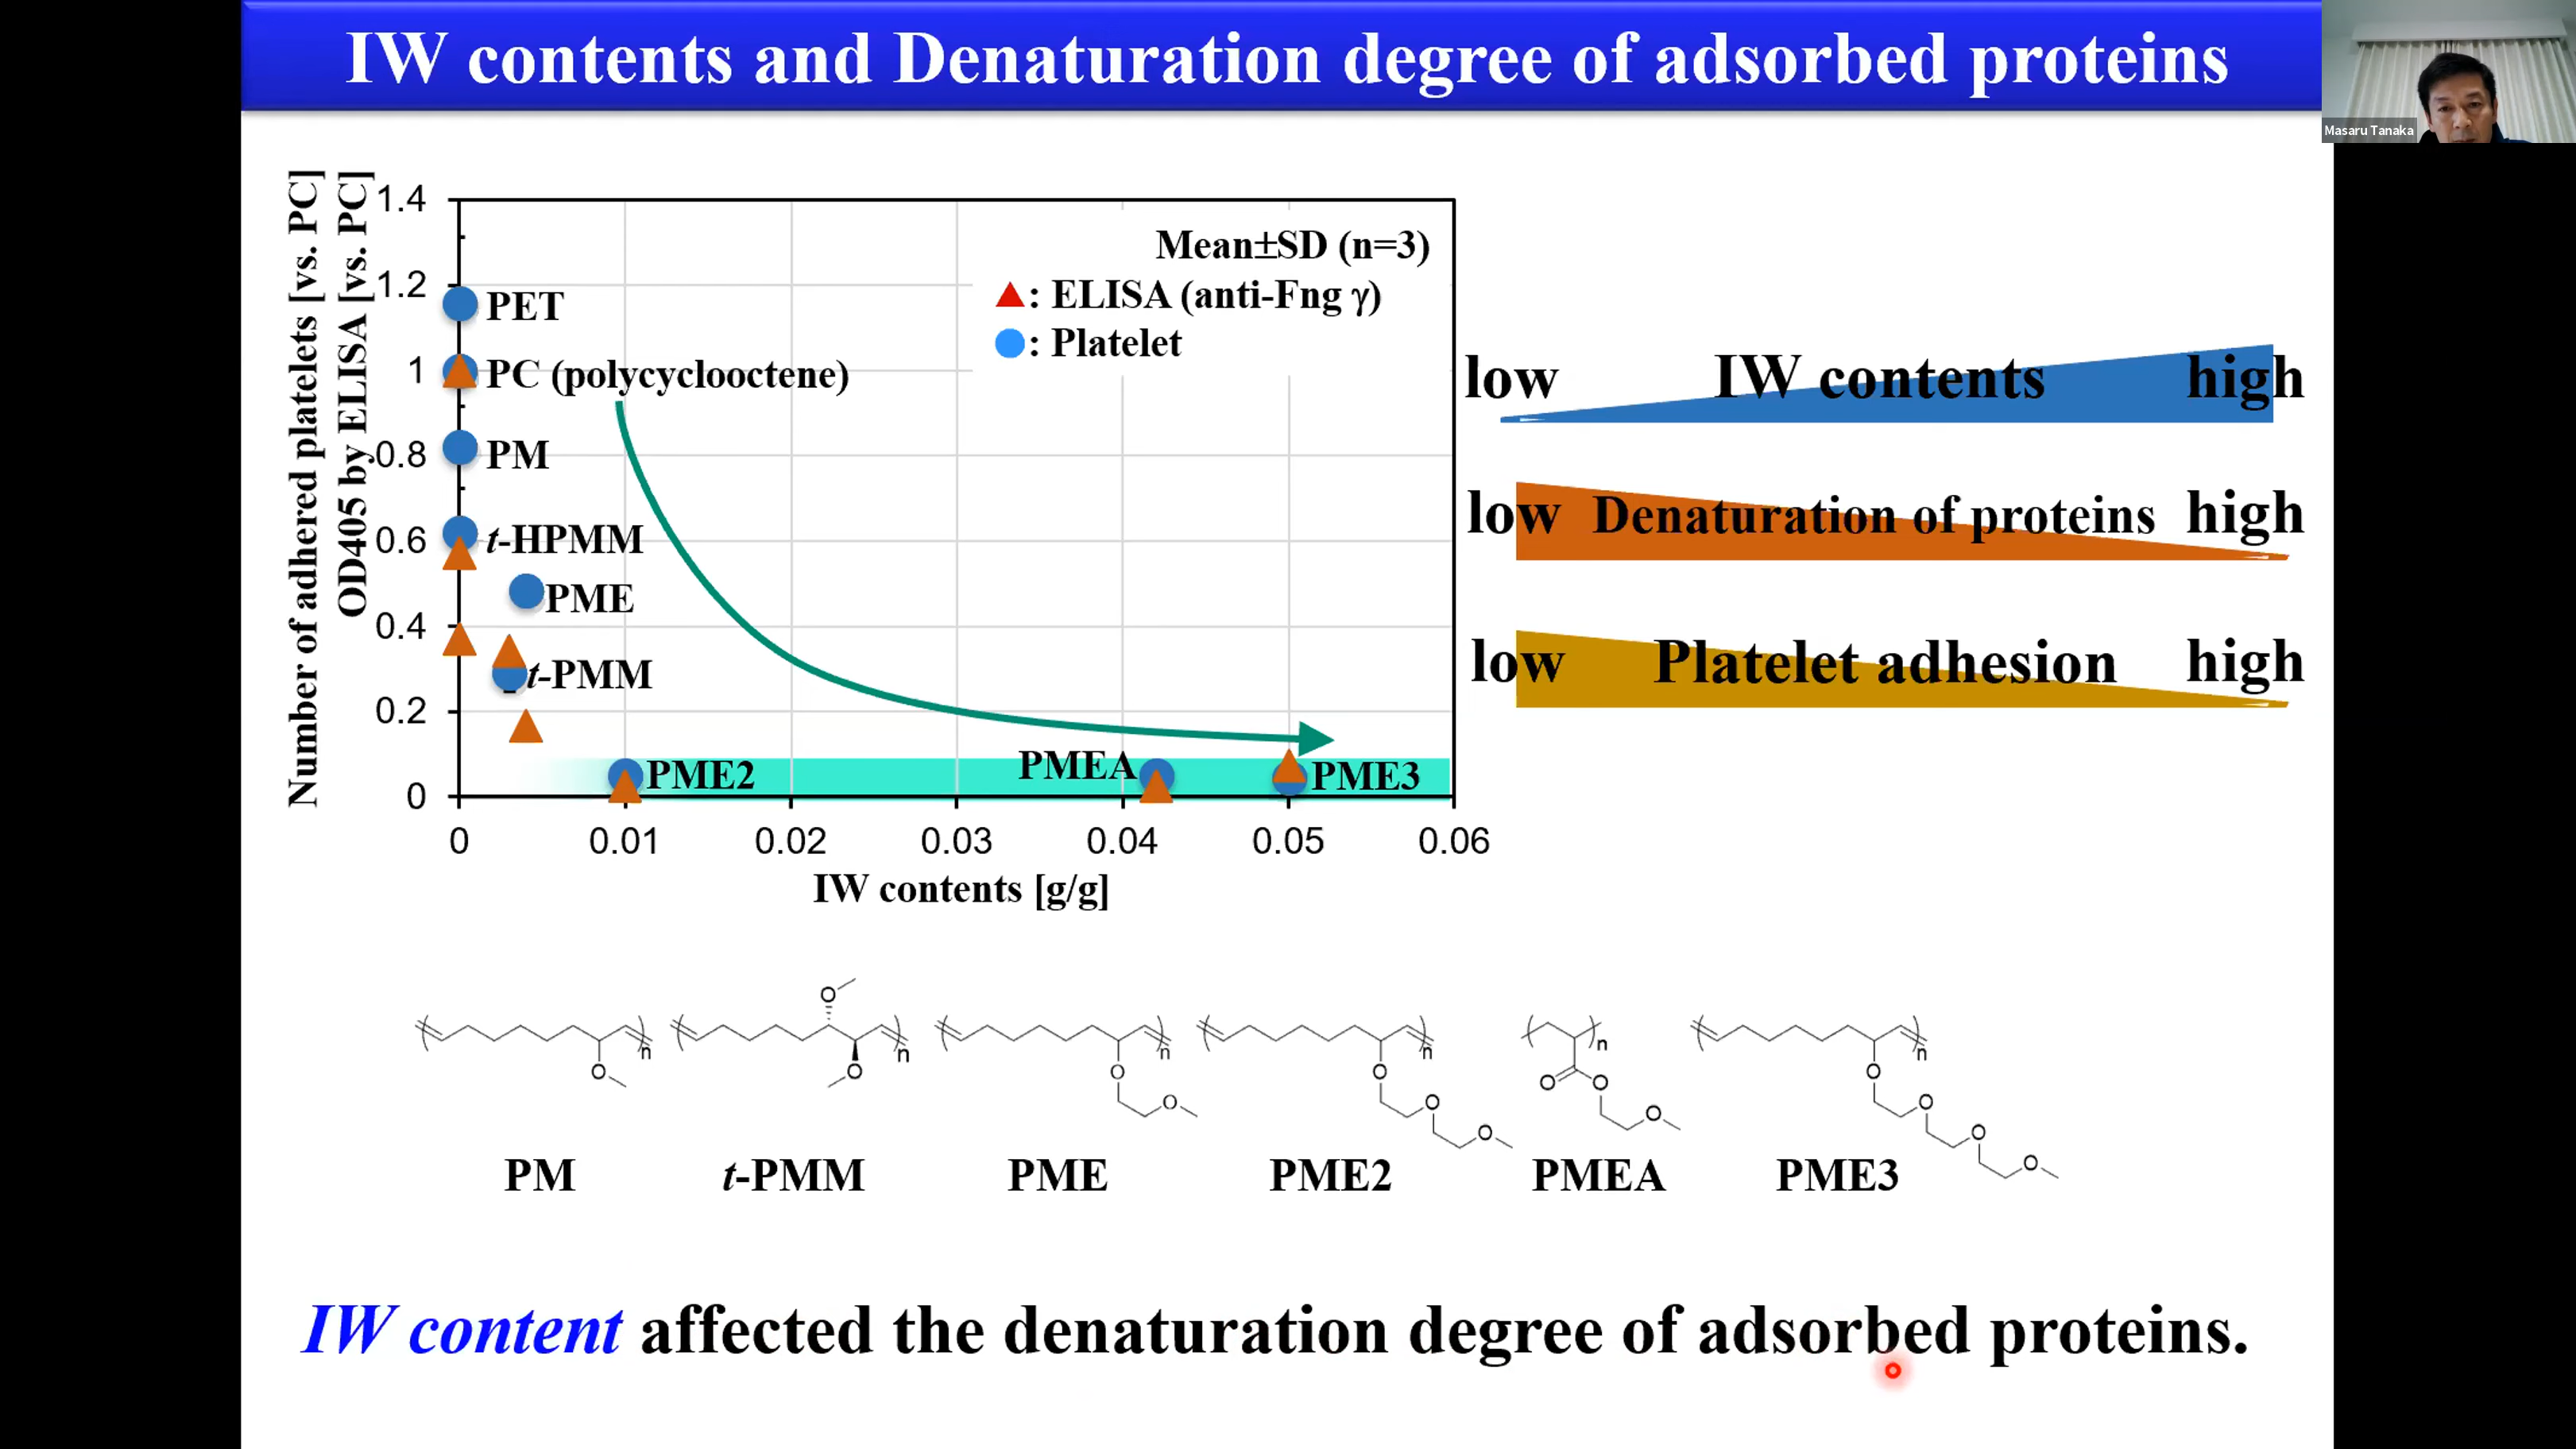 IW contents and Denaturation degree of adsorbed proteins
Masaru Tanaka
Number of adhered platelets [vs. PC]
OD405 by ELISA [vs. PC]
1.4
1.2
1
0.8
0.6
0.4
0.2
0
Mean±SD (n=3)
: ELISA (anti-Fng γ)
: Platelet
PET
PC (polycyclooctene)
PM
t-HPMM
PME
t-PMM
PME2
PMEA
PME3
0 0.01 0.02 0.03 0.04 0.05 0.06
IW contents [g/g]
low IW contents high
low Denaturation of proteins high
low Platelet adhesion high
n
O
O
n
O
n
O
O
n
O
O
O
n
O
O
O
n
O
O
O
O
PM t-PMM PME PME2 PMEA PME3
IW content affected the denaturation degree of adsorbed proteins.